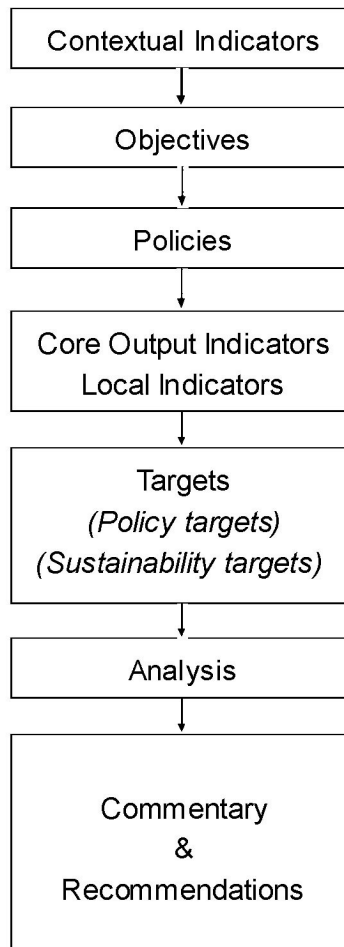 Contextual Indicators
Objectives
Policies
Core Output Indicators
Local Indicators
Targets
(Policy targets)
(Sustainability targets)
Analysis
Commentary
&
Recommendations